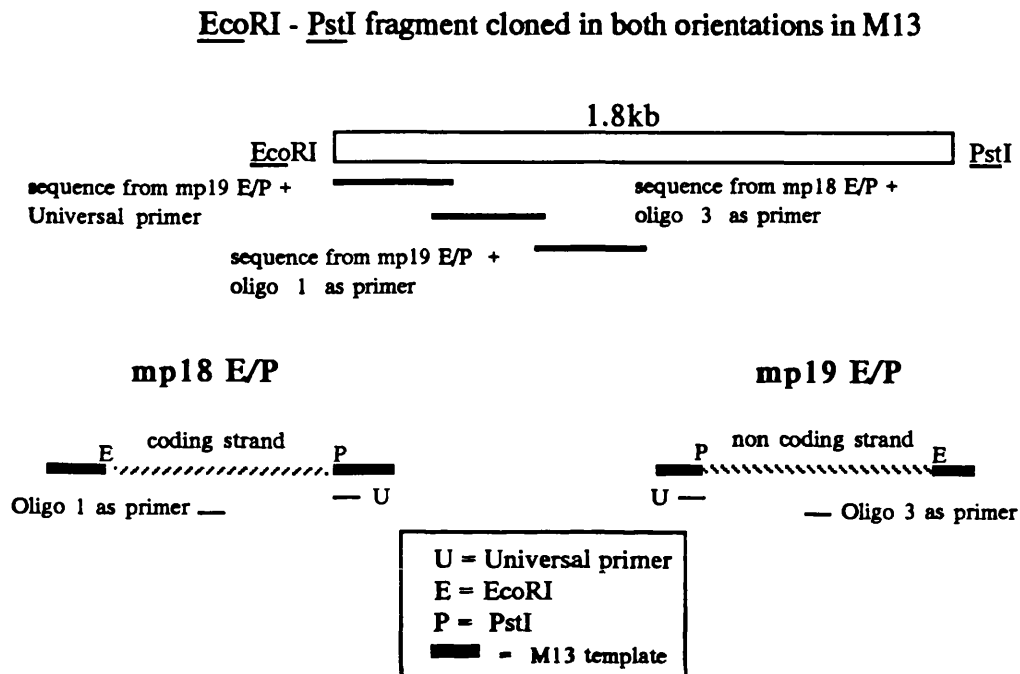 EcoRI - PstI fragment cloned in both orientations in M13
1.8kb
EcoRI
PstI
sequence from mp19 E/P +
Universal primer
sequence from mp18 E/P +
oligo 3 as primer
sequence from mp19 E/P +
oligo 1 as primer
mp18 E/P
mp19 E/P
E
coding strand
P
Oligo 1 as primer
U
P
non coding strand
E
U
Oligo 3 as primer
U = Universal primer
E = EcoRI
P = PstI
= M13 template